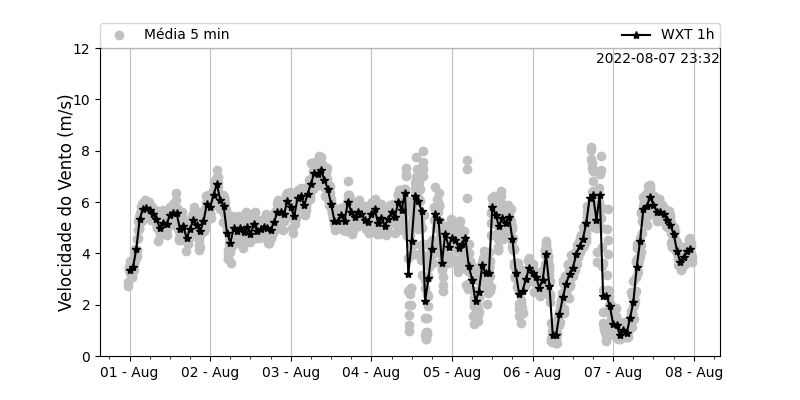 Média 5 min
WXT 1h
2022-08-07 23:32
Velocidade do Vento (m/s)
12
10
8
6
4
2
0
01 - Aug
02 - Aug
03 - Aug
04 - Aug
05 - Aug
06 - Aug
07 - Aug
08 - Aug